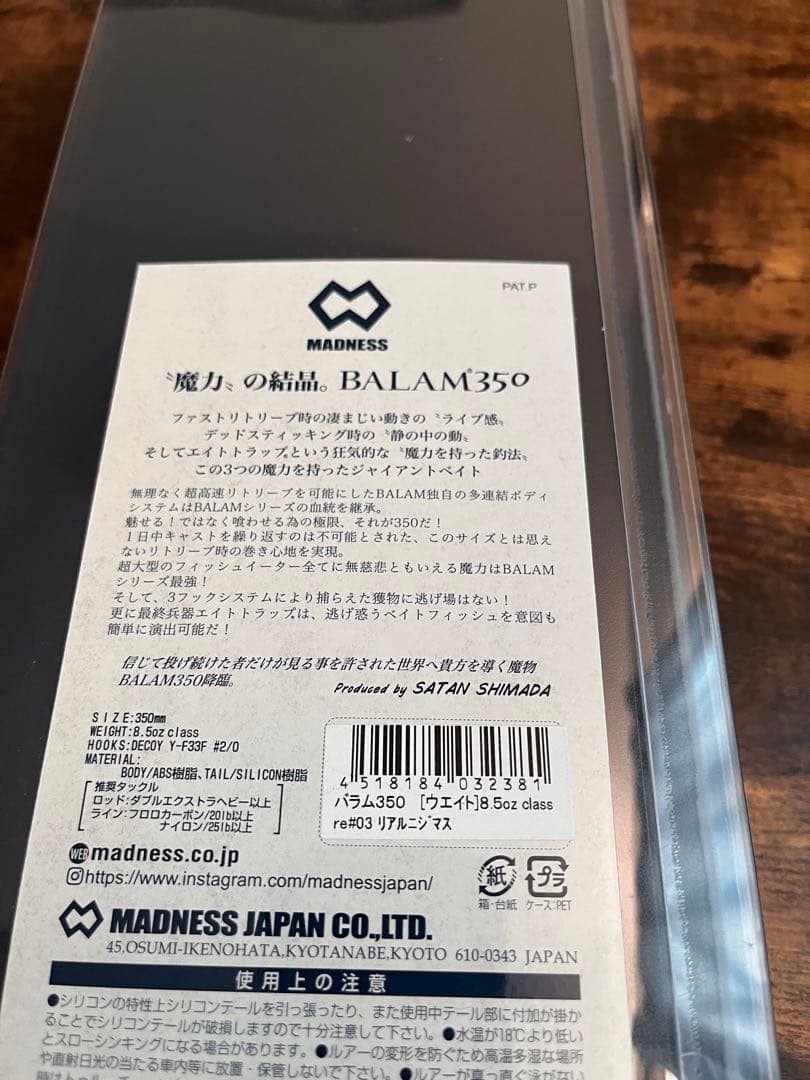 PAT.P
MADNESS
〝魔力〟の結晶。BALAM®350
ファストリトリーブ時の凄まじい動きの〝ライブ感〟
デッドスティッキング時の〝静の中の動〟
そしてエイトトラップという狂気的な〝魔力を持った釣法〟
この3つの魔力を持ったジャイアントベイト
無理なく超高速リトリーブを可能にしたBALAM独自の多連結ボディ
システムはBALAMシリーズの血統を継承。
魅せる！ではなく喰わせる為の極限、それが350だ！
１日中キャストを繰り返すのは不可能とされた、このサイズとは思え
ないリトリーブ時の巻き心地を実現。
超大型のフィッシュイーター全てに無慈悲ともいえる魔力はBALAM
シリーズ最強！
そして、3フックシステムにより捕らえた獲物に逃げ場はない！
更に最終兵器エイトトラップは、逃げ惑うベイトフィッシュを意図も
簡単に演出可能だ！
信じて投げ続けた者だけが見る事を許された世界へ貴方を導く魔物
BALAM350降臨。
Produced by SATAN SHIMADA
SIZE:350mm
WEIGHT:8.5oz class
HOOKS:DECOY Y-F33F #2/0
MATERIAL:
BODY/ABS樹脂、TAIL/SILICON樹脂
推奨タックル
ロッド:ダブルエクストラヘビー以上
ライン:フロロカーボン/20lb以上
ナイロン/25lb以上
4 518184 032381
バラム350 [ウエイト]8.5oz class
re#03 リアルニジマス
WEB madness.co.jp
https://www.instagram.com/madnessjapan/
紙
箱・台紙
プラ
ケース:PET
MADNESS JAPAN CO.,LTD.
45,OSUMI-IKENOHATA,KYOTANABE,KYOTO 610-0343 JAPAN
使用上の注意
●シリコンの特性上シリコンテールを引っ張ったり、また使用中テール部に付加が掛か
ることでシリコンテールが破損しますので十分注意して下さい。●水温が18℃より低い
とスローシンキングになる場合があります。●ルアーの変形を防ぐため高温多湿な場所
や直射日光の当たる車内等に放置・保管しないで下さい。●ルアーが真っ直ぐ泳がない